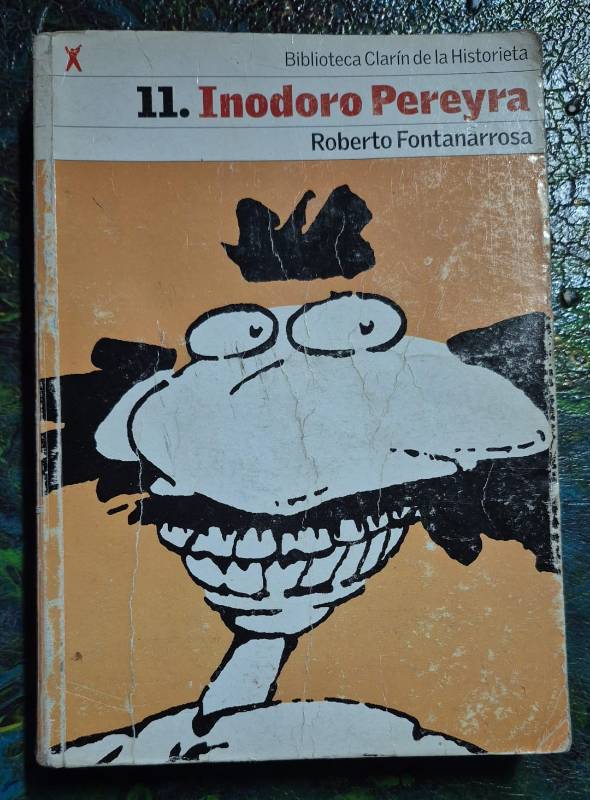 Biblioteca Clarín de la Historieta
11. Inodoro Pereyra
Roberto Fontanarrosa